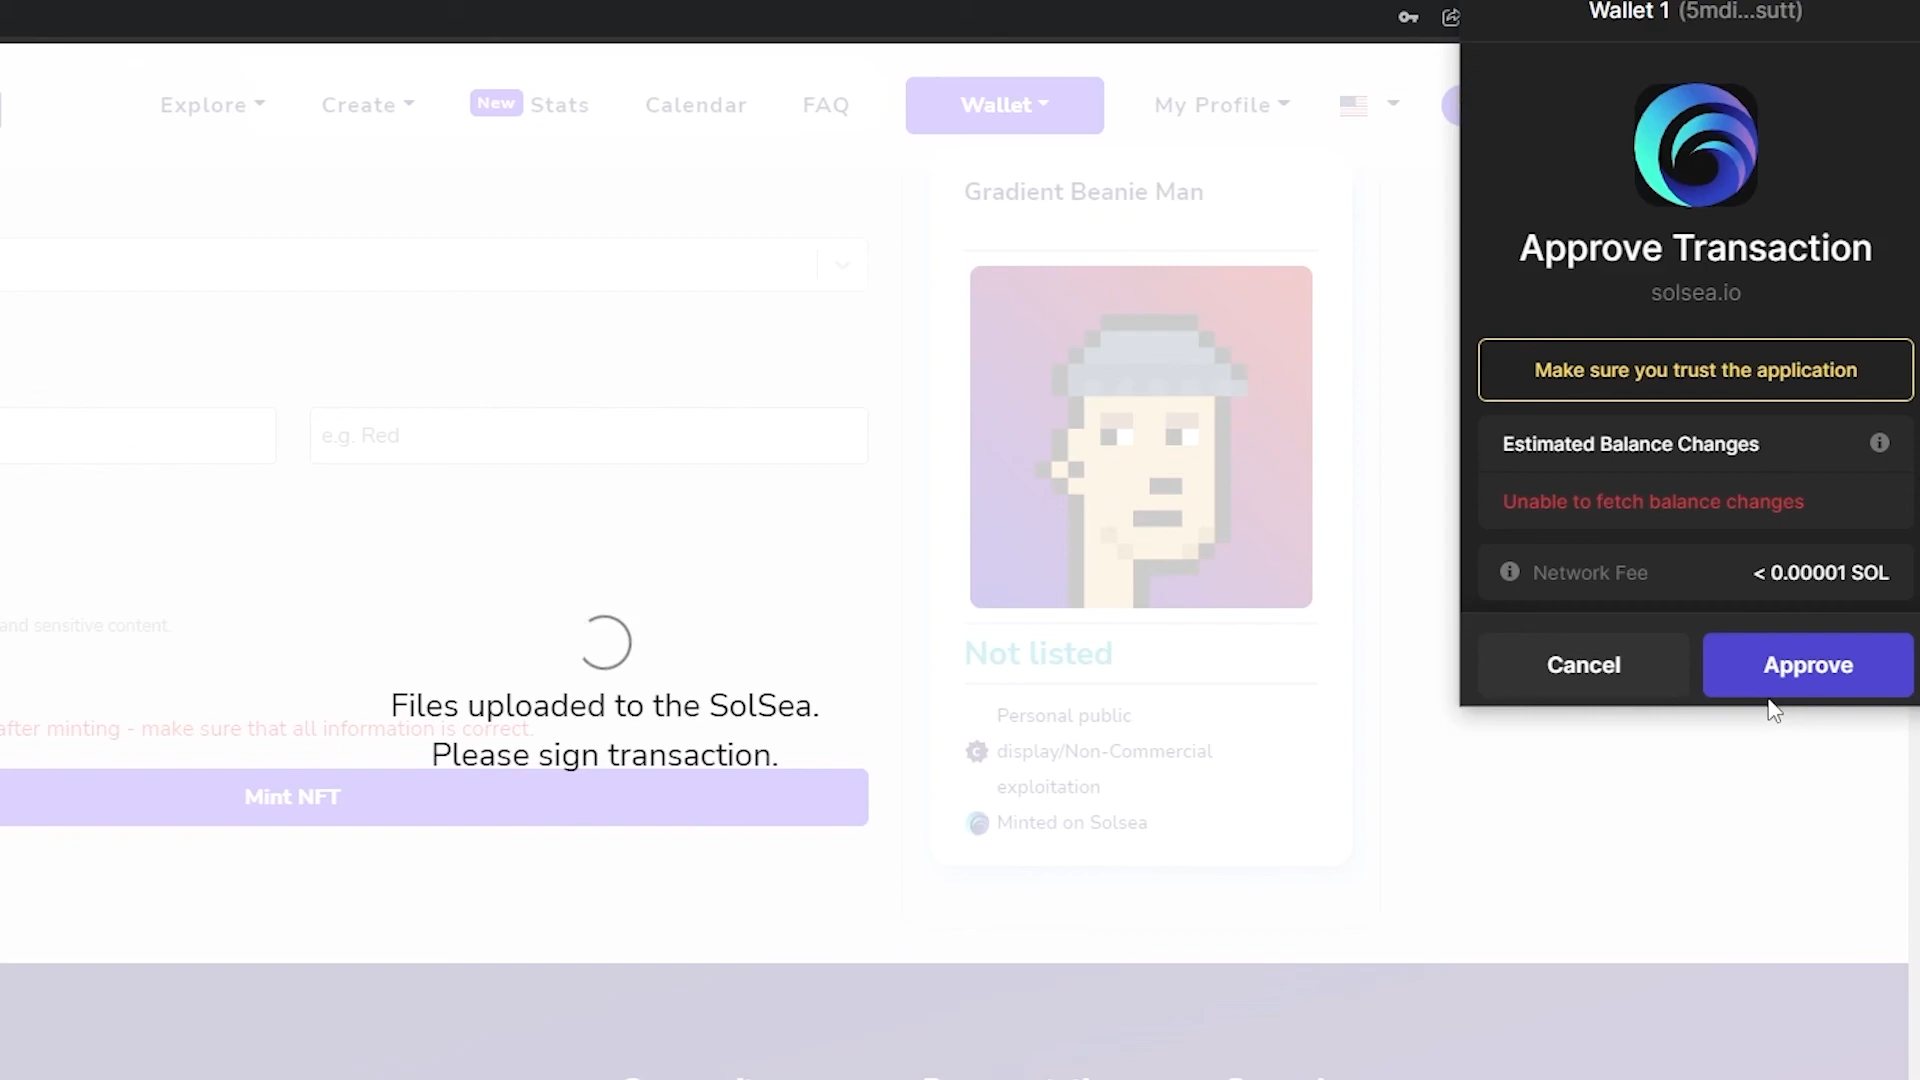 Wallet 1 (5mdi...sutt)
Explore
Create
New
Stats
Calendar
FAQ
Wallet
My Profile
Gradient Beanie Man
e.g. Red
and sensitive content.
Files uploaded to the SolSea.
after minting - make sure that all information is correct.
Please sign transaction.
Mint NFT
Not listed
Personal public
display/Non-Commercial
exploitation
Minted on Solsea
Approve Transaction
solsea.io
Make sure you trust the application
Estimated Balance Changes
Unable to fetch balance changes
Network Fee
< 0.00001 SOL
Cancel
Approve